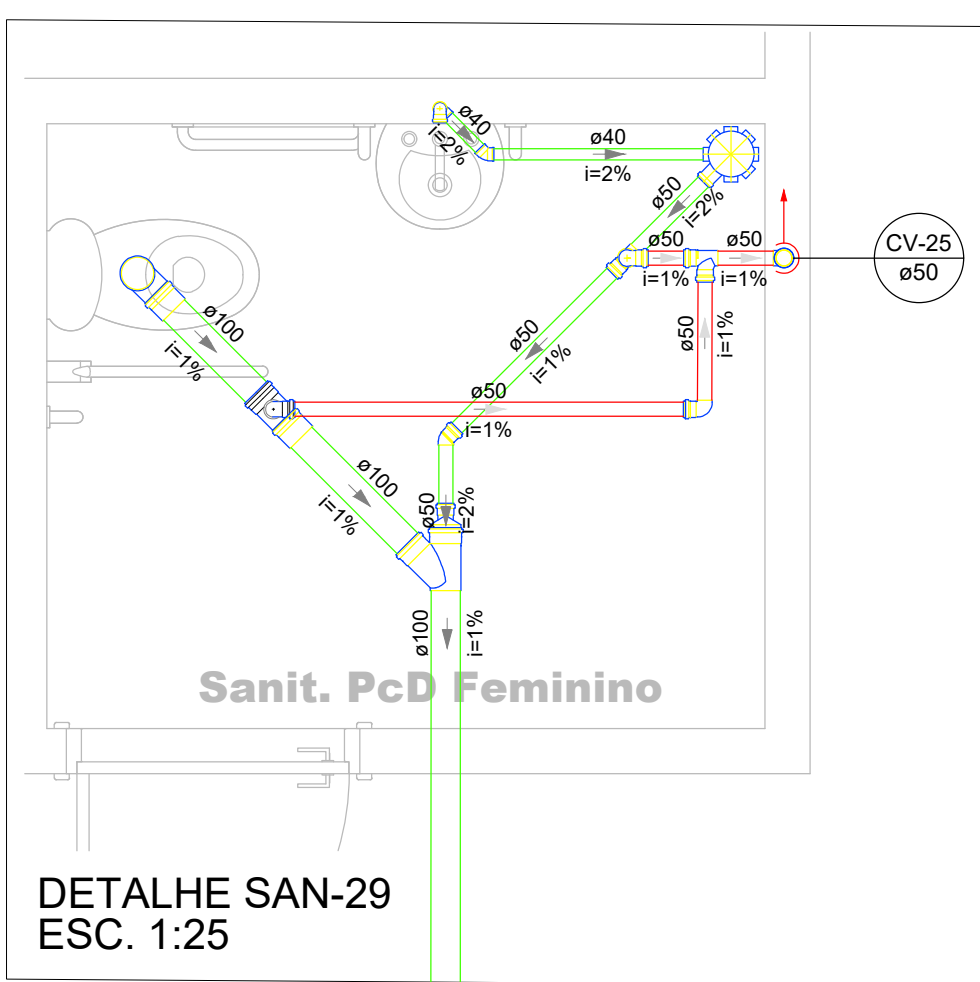 ø40
i=2%
ø40
i=2%
ø50
i=2%
ø50
i=1%
ø50
i=1%
CV-25
ø50
ø100
i=1%
ø50
i=1%
ø50
i=1%
ø50
i=1%
ø100
i=1%
ø50
i=2%
ø100
i=1%
Sanit. PcD Feminino
DETALHE SAN-29
ESC. 1:25